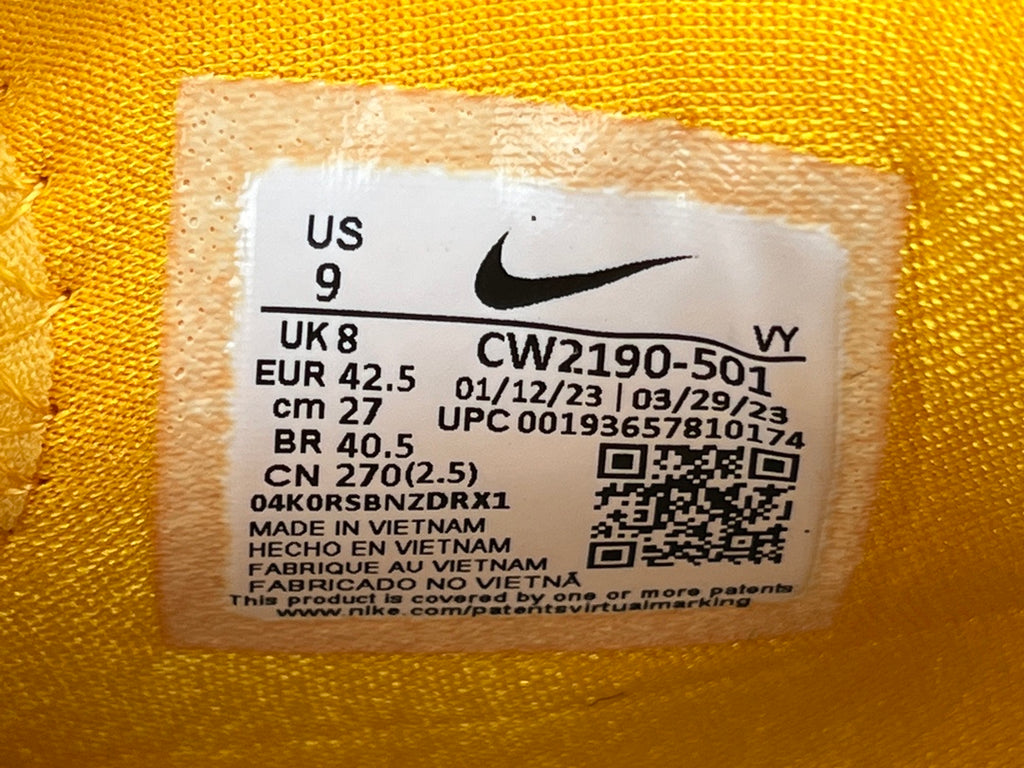 US
9
UK 8
EUR 42.5
cm 27
BR 40.5
CN 270(2.5)
VY
CW2190-501
01/12/23 | 03/29/23
UPC 00193657810174
04K0RSBNZDRX1
MADE IN VIETNAM
HECHO EN VIETNAM
FABRIQUE AU VIETNAM
FABRICADO NO VIETNÃ
This product is covered by one or more patents
www.nike.com/patentsvirtualmarking